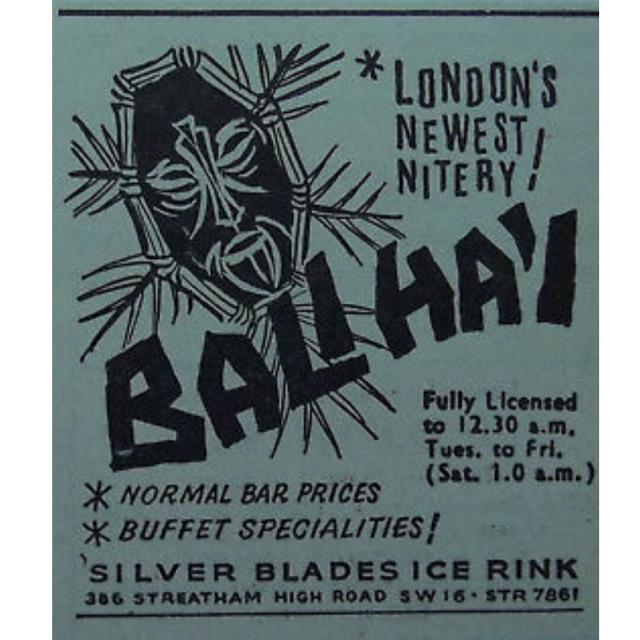 * LONDON'S
NEWEST
NITERY!
BALI HA'I
Fully Licensed
to 12.30 a.m.
Tues. to Fri.
(Sat. 1.0 a.m.)
* NORMAL BAR PRICES
* BUFFET SPECIALITIES!
'SILVER BLADES ICE RINK
386 STREATHAM HIGH ROAD SW16 · STR 7861